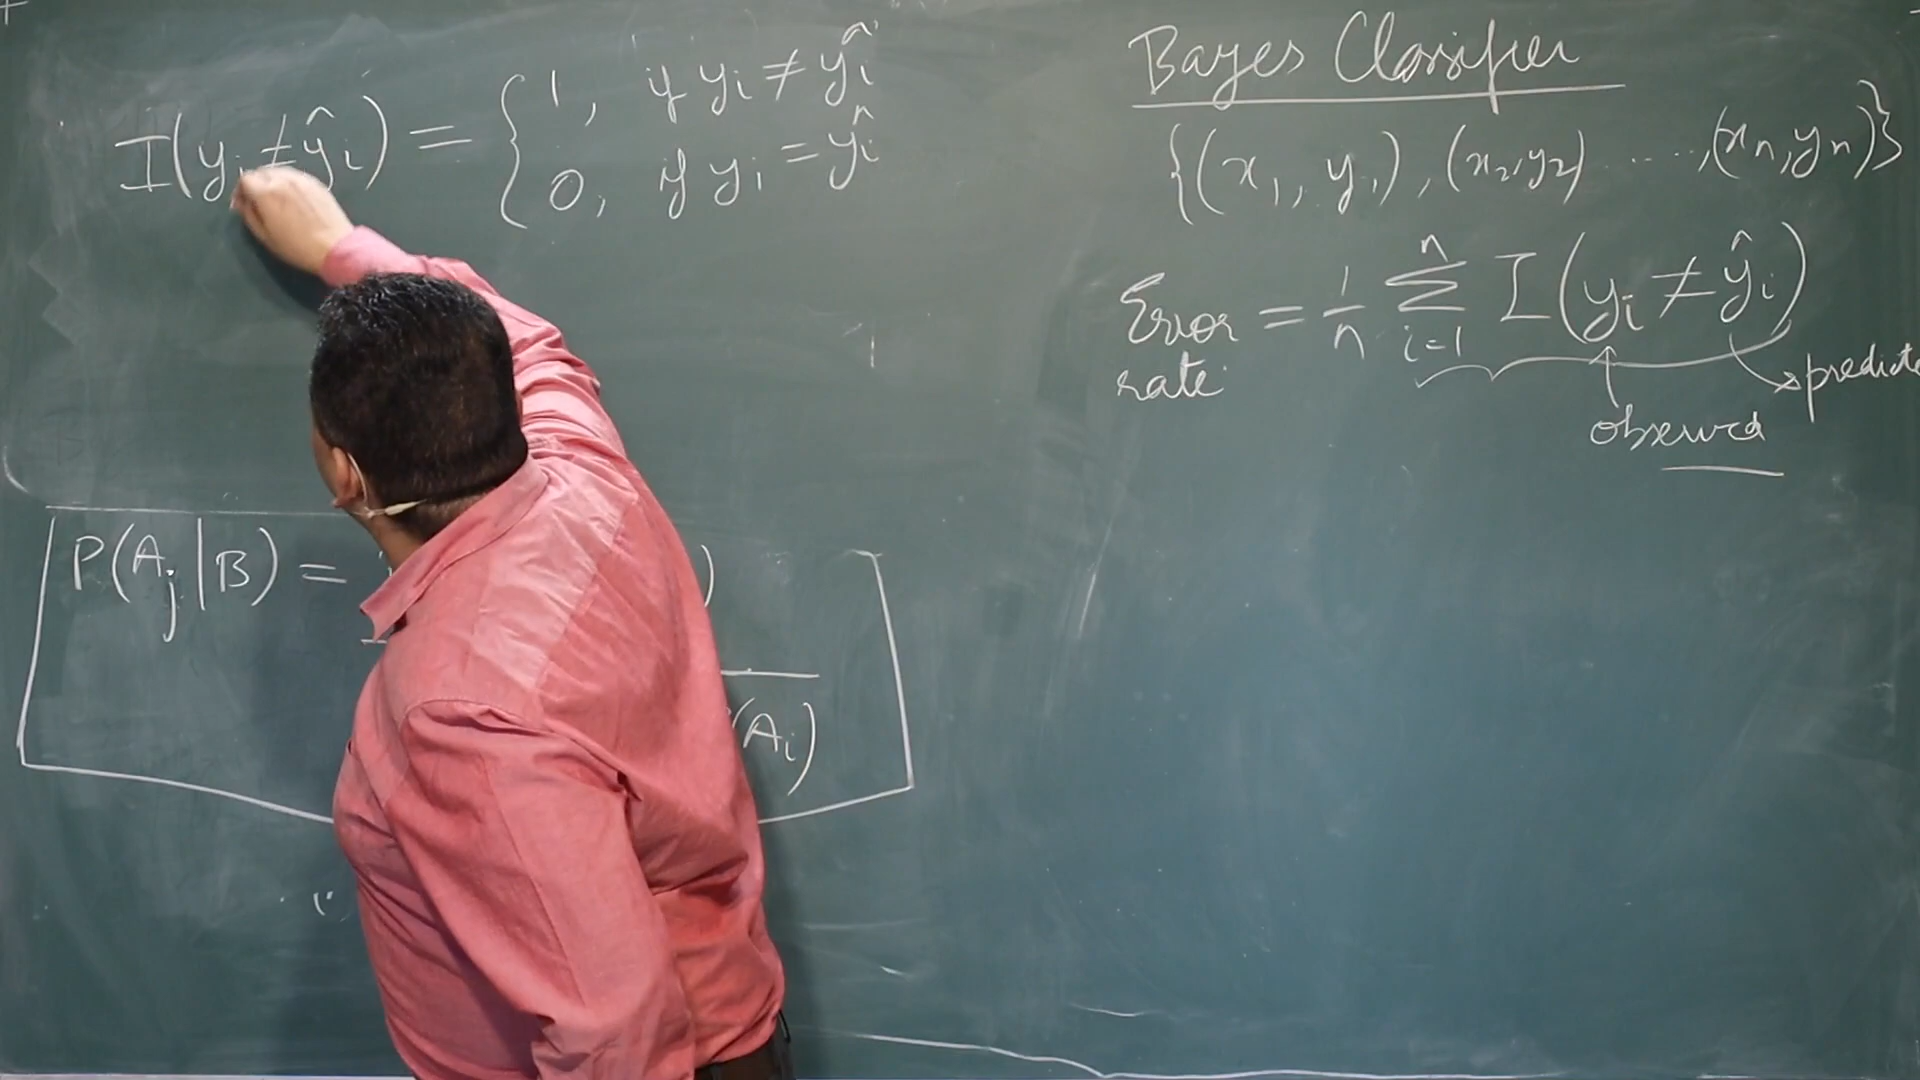 I(yi ≠ ŷi) = { 1, if yi ≠ ŷi
0, if yi = ŷi
P(Aj|B) =
)
(Ai)
Bayes Classifier
{(x1, y1), (x2, y2) ....., (xn, yn)}
Error rate = 1/n Σ i=1 n I(yi ≠ ŷi)
observed